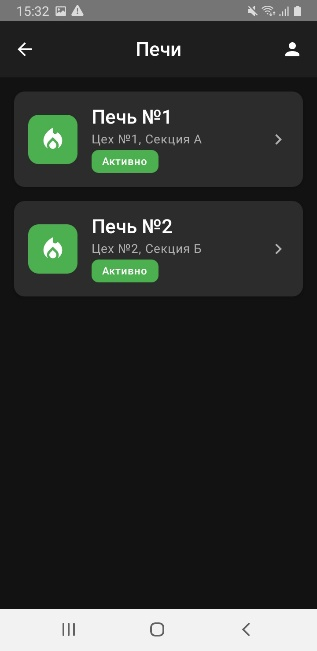 15:32
Печи
Печь №1
Цех №1, Секция А
Активно
Печь №2
Цех №2, Секция Б
Активно